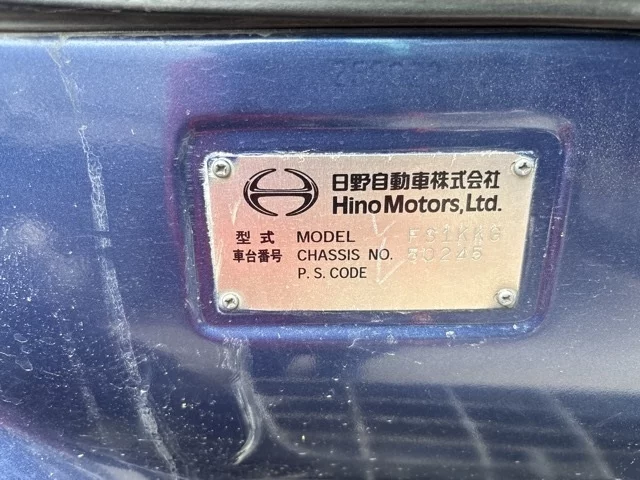 日野自動車株式会社
Hino Motors, Ltd.
型式 MODEL
車台番号 CHASSIS NO. 30245
P. S. CODE